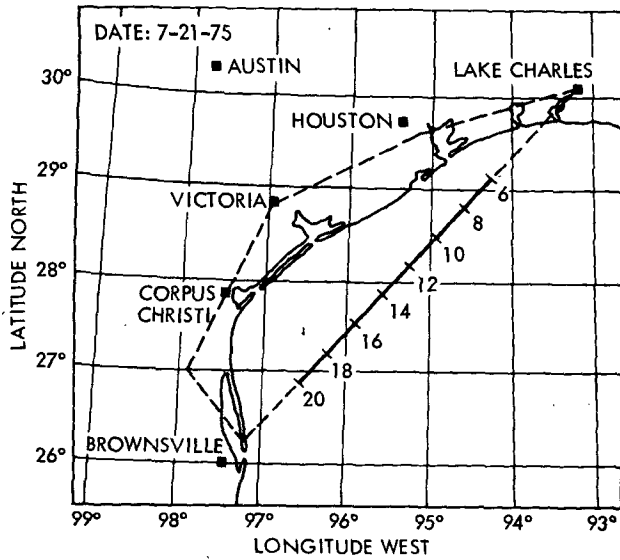 DATE: 7-21-75
AUSTIN
LAKE CHARLES
30°
HOUSTON
29°
VICTORIA
6
8
10
LATITUDE NORTH
28°
CORPUS
CHRISTI
12
14
16
27°
18
20
BROWNSVILLE
26°
99°
98°
97°
96°
95°
94°
93°
LONGITUDE WEST